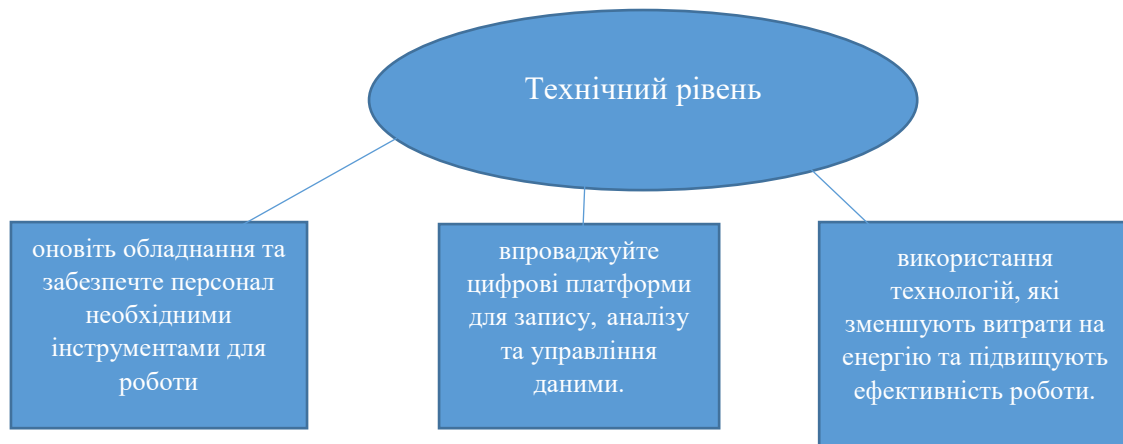 Технічний рівень
оновіть обладнання та
забезпечте персонал
необхідними
інструментами для
роботи
впроваджуйте
цифрові платформи
для запису, аналізу
та управління
даними.
використання
технологій, які
зменшують витрати на
енергію та підвищують
ефективність роботи.